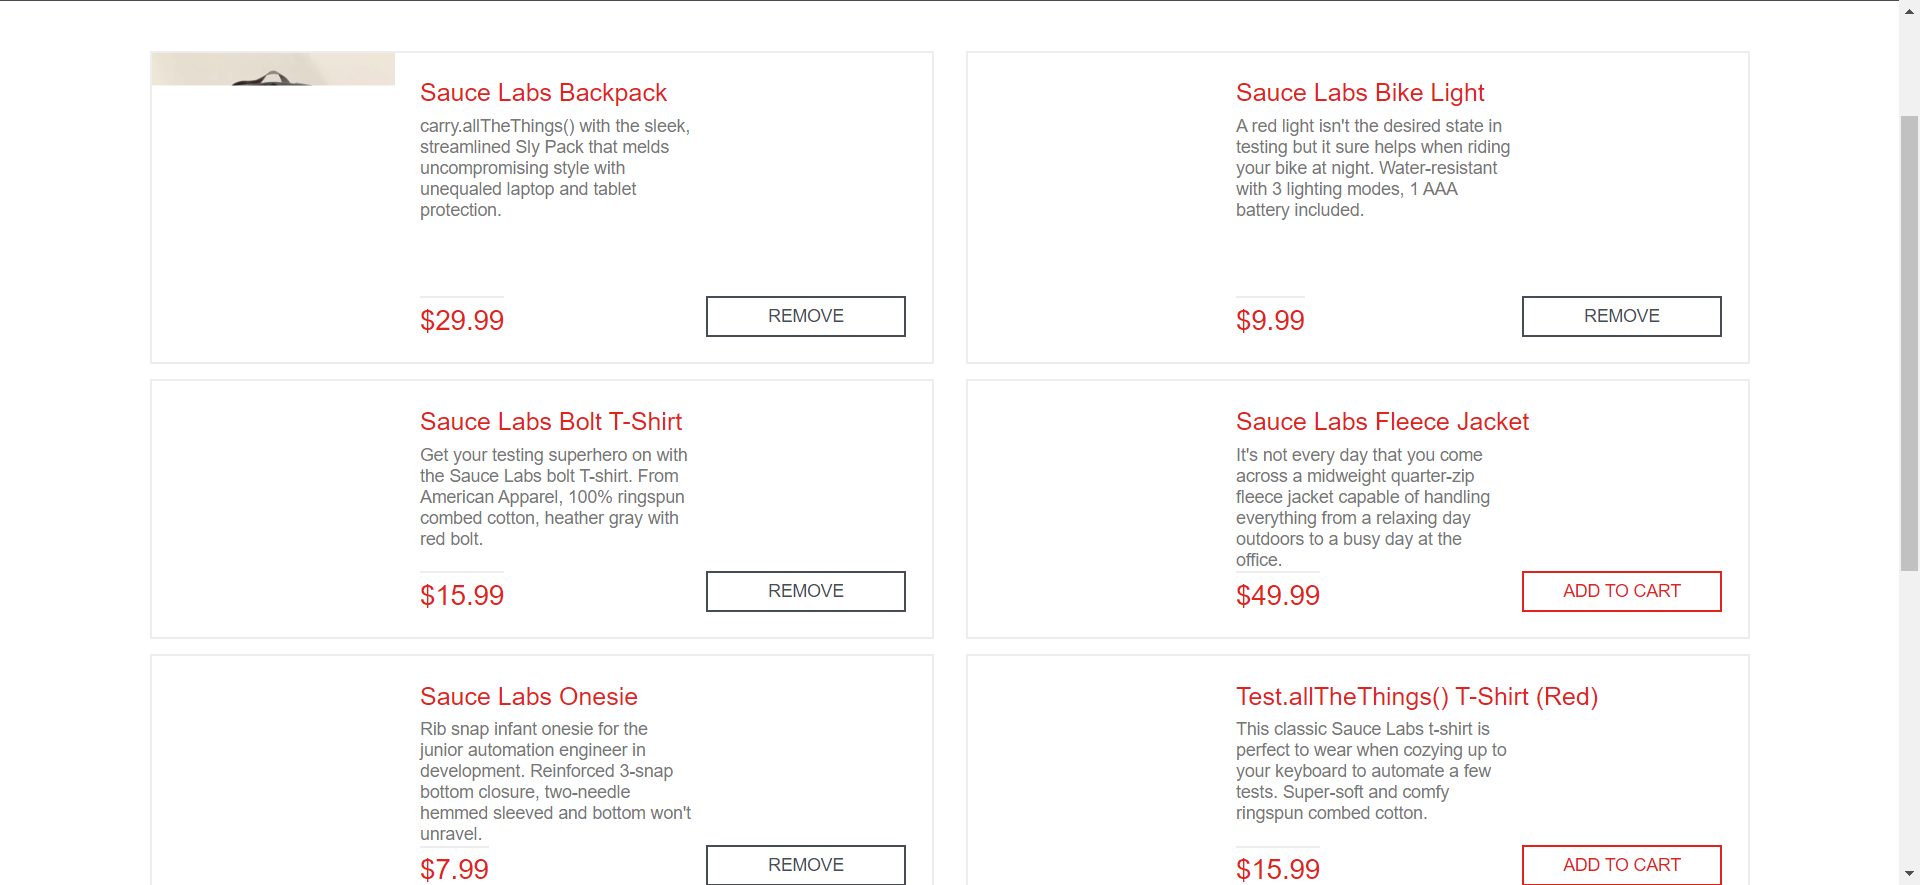 Sauce Labs Backpack
carry.allTheThings() with the sleek,
streamlined Sly Pack that melds
uncompromising style with
unequaled laptop and tablet
protection.
$29.99
REMOVE
Sauce Labs Bike Light
A red light isn't the desired state in
testing but it sure helps when riding
your bike at night. Water-resistant
with 3 lighting modes, 1 AAA
battery included.
$9.99
REMOVE
Sauce Labs Bolt T-Shirt
Get your testing superhero on with
the Sauce Labs bolt T-shirt. From
American Apparel, 100% ringspun
combed cotton, heather gray with
red bolt.
$15.99
REMOVE
Sauce Labs Fleece Jacket
It's not every day that you come
across a midweight quarter-zip
fleece jacket capable of handling
everything from a relaxing day
outdoors to a busy day at the
office.
$49.99
ADD TO CART
Sauce Labs Onesie
Rib snap infant onesie for the
junior automation engineer in
development. Reinforced 3-snap
bottom closure, two-needle
hemmed sleeved and bottom won't
unravel.
$7.99
REMOVE
Test.allTheThings() T-Shirt (Red)
This classic Sauce Labs t-shirt is
perfect to wear when cozying up to
your keyboard to automate a few
tests. Super-soft and comfy
ringspun combed cotton.
$15.99
ADD TO CART